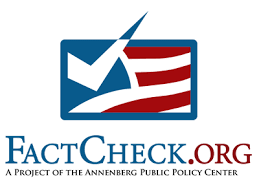 FACTCHECK.ORG
A PROJECT OF THE ANNENBERG PUBLIC POLICY CENTER